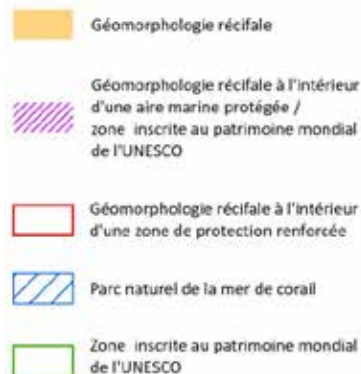 Géomorphologie récifale
Géomorphologie récifale à l'intérieur
d'une aire marine protégée /
zone inscrite au patrimoine mondial
de l'UNESCO
Géomorphologie récifale à l'intérieur
d'une zone de protection renforcée
Parc naturel de la mer de corail
Zone inscrite au patrimoine mondial
de l'UNESCO